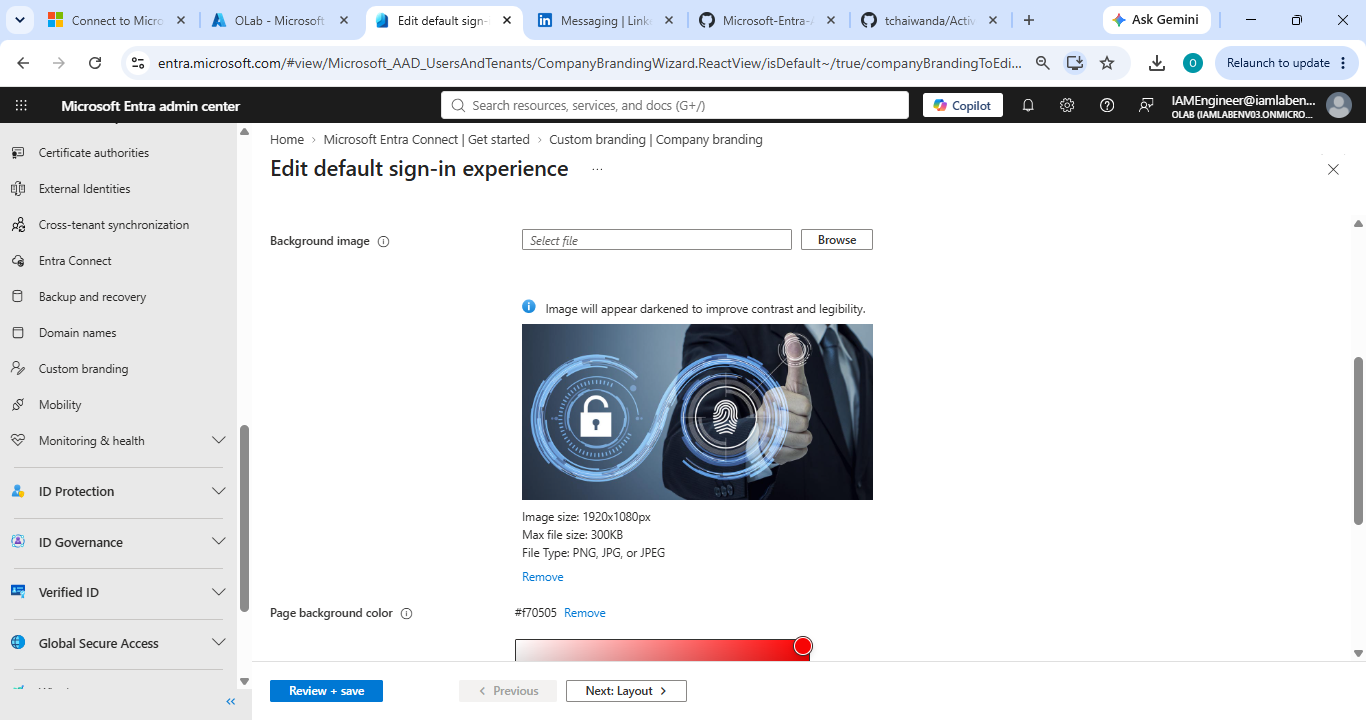 Connect to Micro
OLab - Microsoft
Edit default sign-
Messaging | Link
Microsoft-Entra-A
tchaiwanda/Activ
Ask Gemini
entra.microsoft.com/#view/Microsoft_AAD_UsersAndTenants/CompanyBrandingWizard.ReactView/isDefault~/true/companyBrandingToEdi...
O
Relaunch to update
Microsoft Entra admin center
Search resources, services, and docs (G+/)
Copilot
IAMEngineer@iamlaben...
OLAB (IAMLABENV03.ONMICRO...
Certificate authorities
External Identities
Cross-tenant synchronization
Entra Connect
Backup and recovery
Domain names
Custom branding
Mobility
Monitoring & health
ID Protection
ID Governance
Verified ID
Global Secure Access
Home > Microsoft Entra Connect | Get started > Custom branding | Company branding
Edit default sign-in experience ...
Background image
Select file
Browse
Image will appear darkened to improve contrast and legibility.
Image size: 1920x1080px
Max file size: 300KB
File Type: PNG, JPG, or JPEG
Remove
Page background color
#f70505 Remove
Review + save
< Previous
Next: Layout >